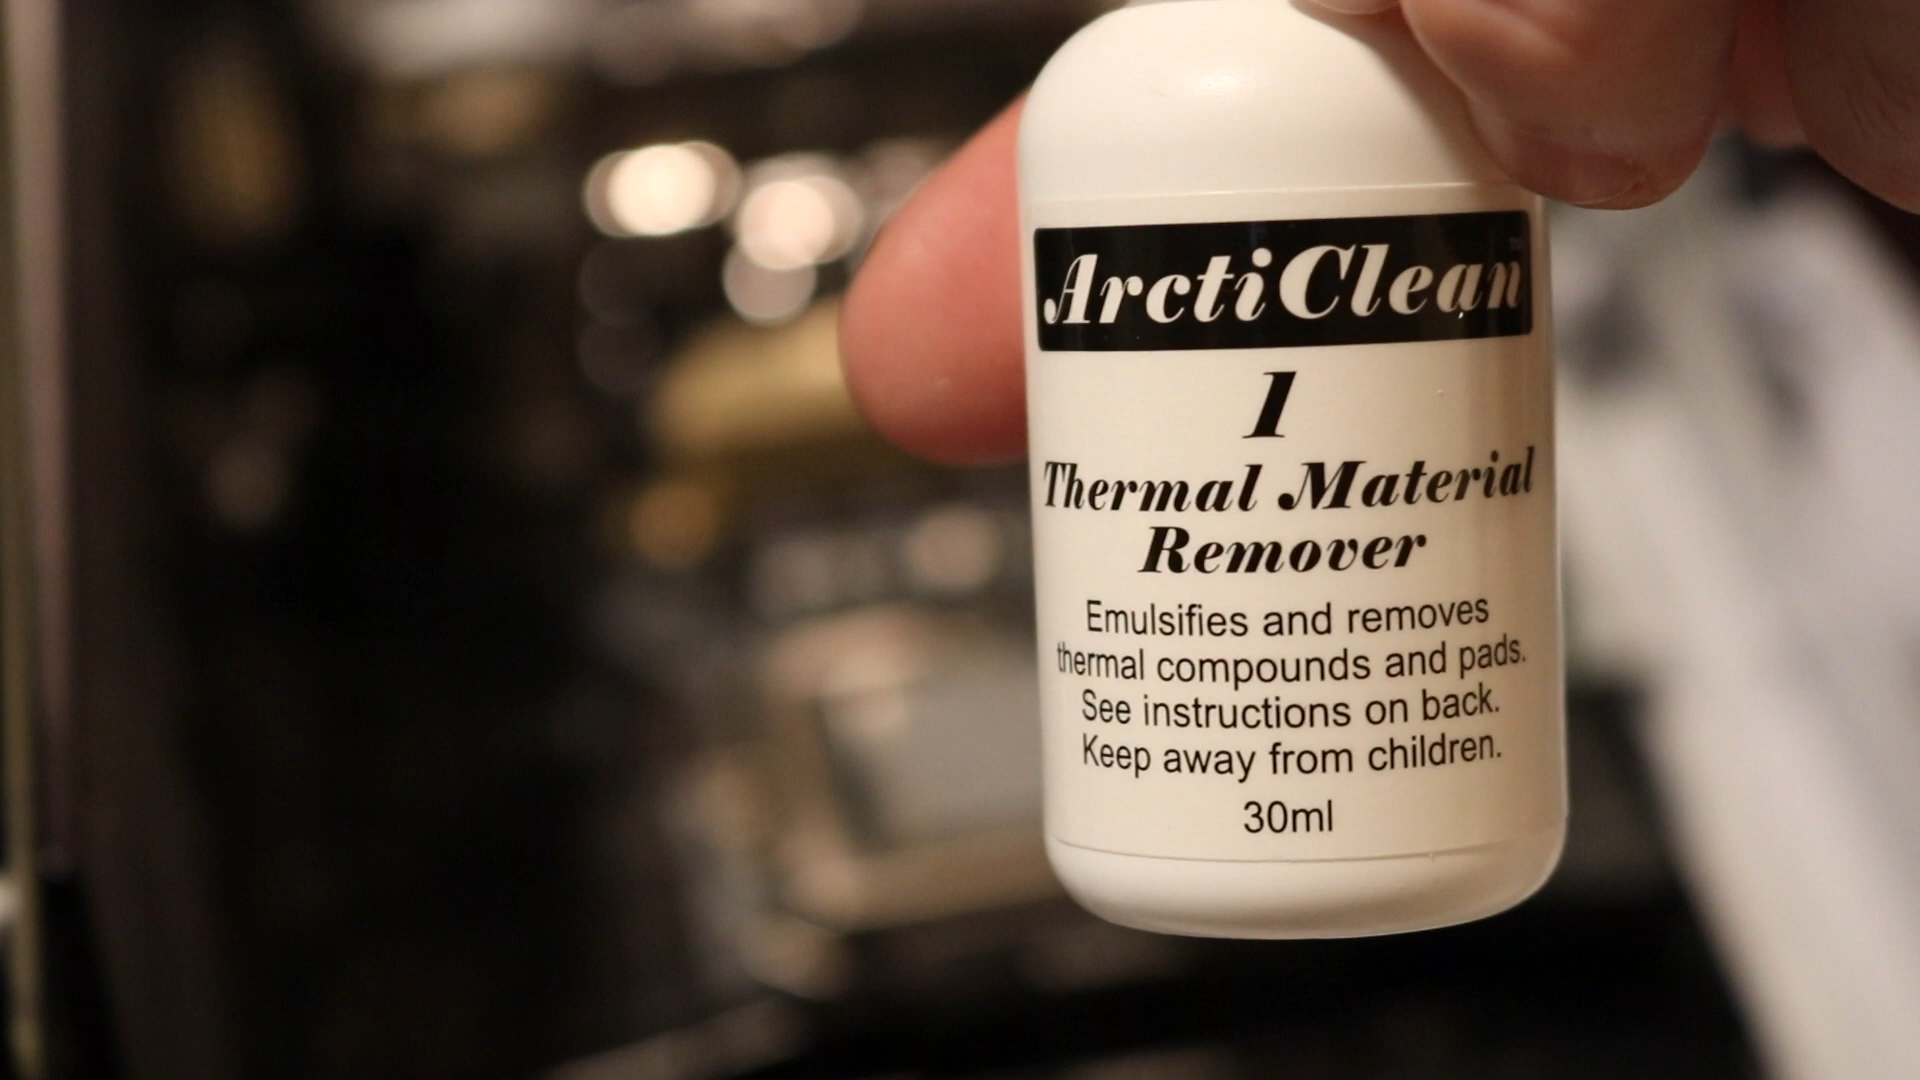 ArctiClean
1
Thermal Material
Remover
Emulsifies and removes
thermal compounds and pads.
See instructions on back.
Keep away from children.
30ml